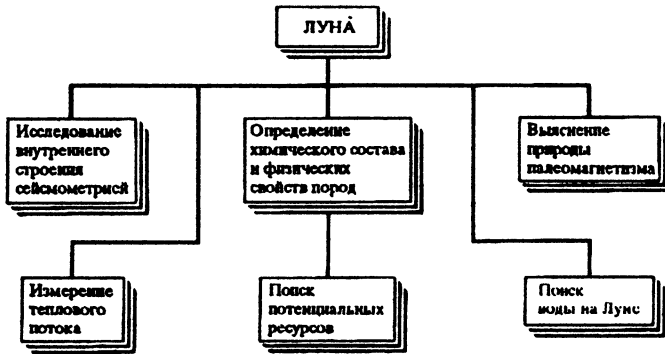 ЛУНА́
Исследование
внутреннего
строения
сейсмометрией
Определение
химического состава
и физических
свойств пород
Выяснение
природы
палеомагнетизма
Измерение
теплового
потока
Поиск
потенциальных
ресурсов
Поиск
воды на Луне